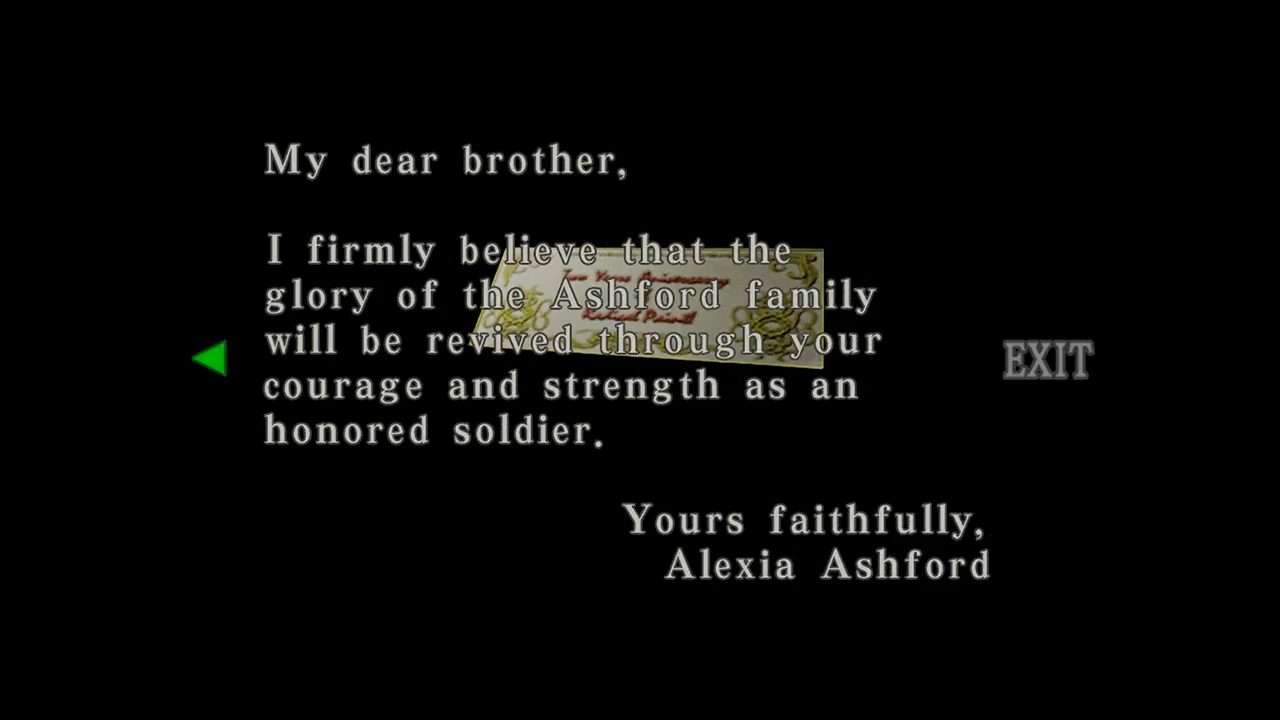 My dear brother,
I firmly believe that the
glory of the Ashford family
will be revived through your
courage and strength as an
honored soldier.
Yours faithfully,
Alexia Ashford
EXIT